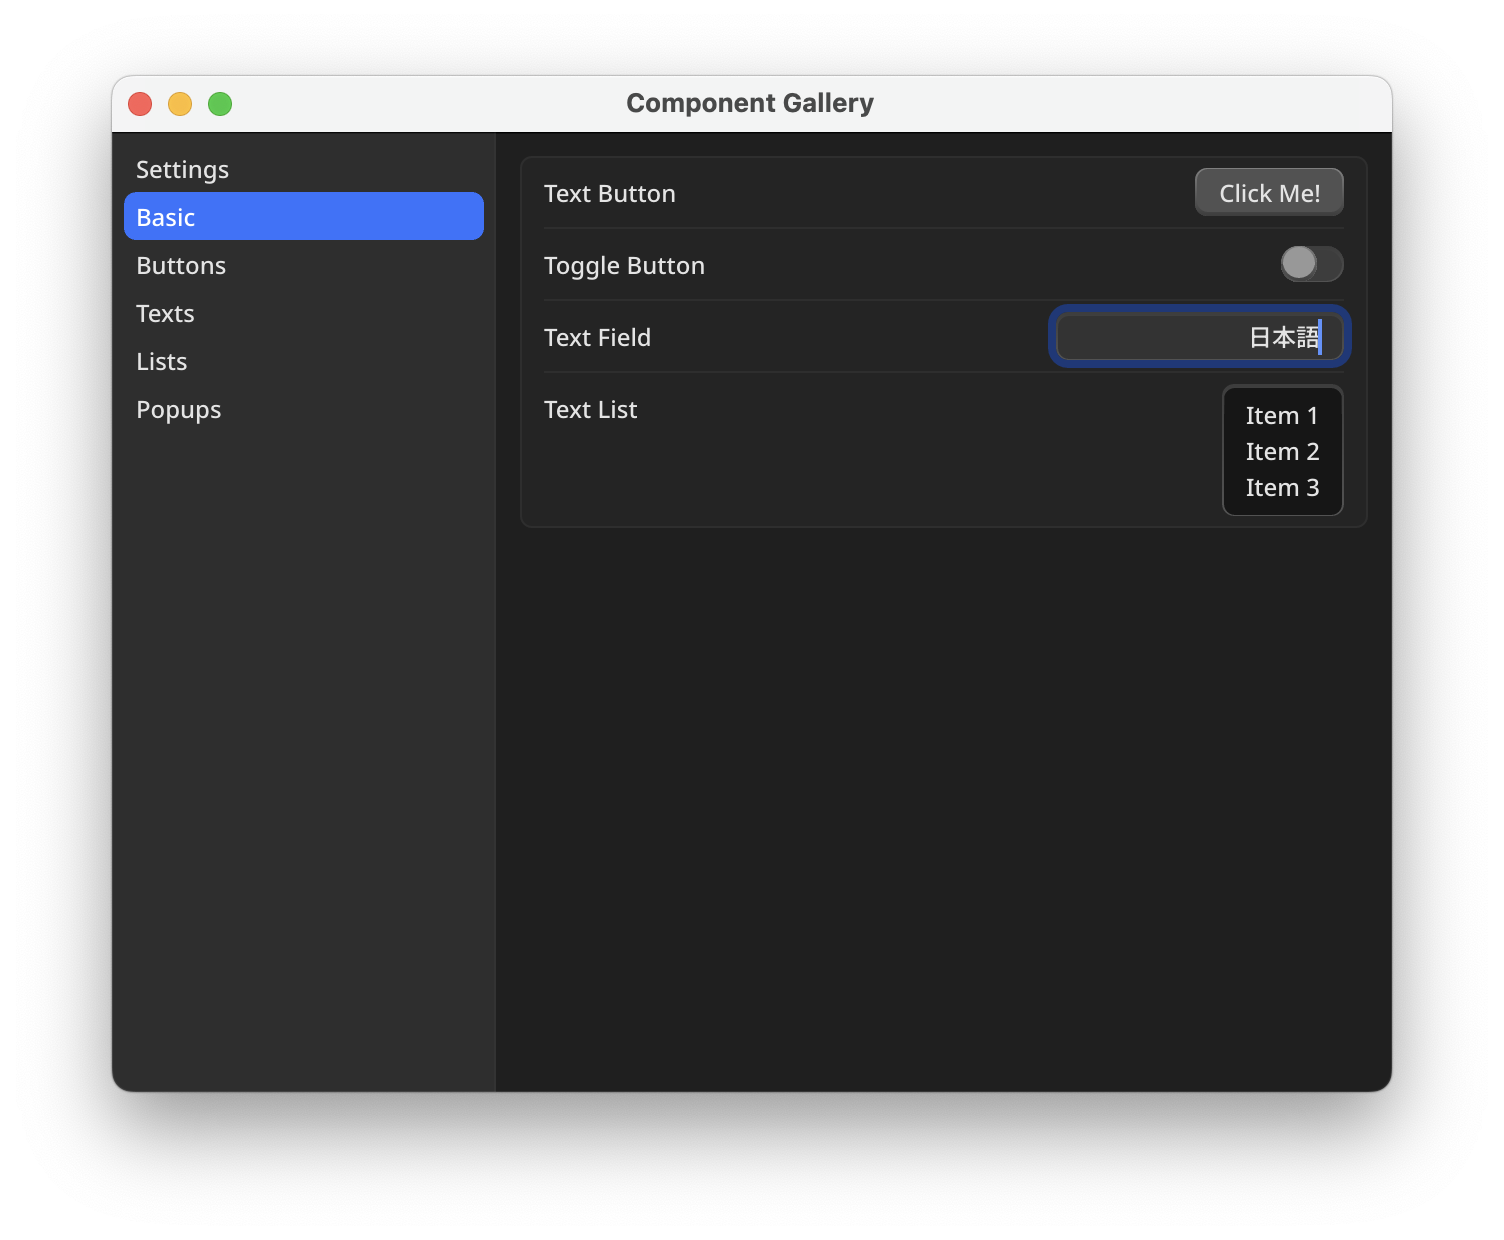 Component Gallery
Settings
Basic
Buttons
Texts
Lists
Popups
Text Button
Click Me!
Toggle Button
Text Field
日本語
Text List
Item 1
Item 2
Item 3